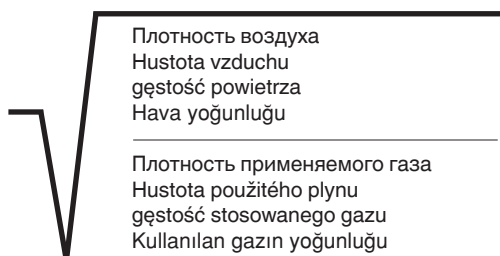 Плотность воздуха
Hustota vzduchu
gęstość powietrza
Hava yoğunluğu
Плотность применяемого газа
Hustota použitého plynu
gęstość stosowanego gazu
Kullanılan gazın yoğunluğu